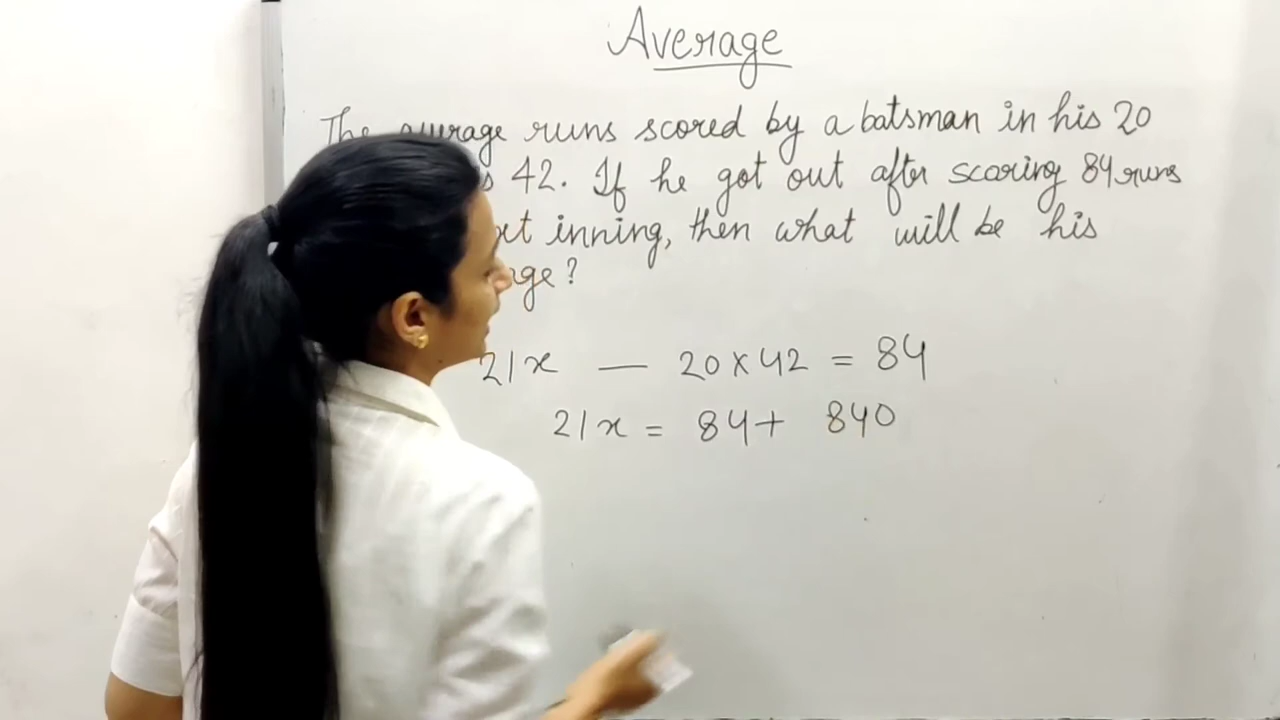 Average
The average runs scored by a batsman in his 20
42. If he got out after scoring 84 runs
inning, then what will be his
?
21x — 20 x 42 = 84
21x = 84 + 840